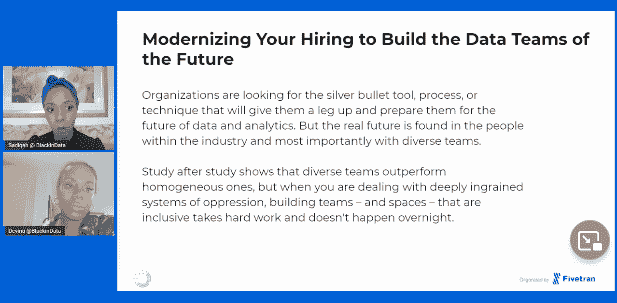 Modernizing Your Hiring to Build the Data Teams of
the Future
Organizations are looking for the silver bullet tool, process, or
technique that will give them a leg up and prepare them for the
future of data and analytics. But the real future is found in the people
within the industry and most importantly with diverse teams.
Study after study shows that diverse teams outperform
homogeneous ones, but when you are dealing with deeply ingrained
systems of oppression, building teams – and spaces – that are
inclusive takes hard work and doesn't happen overnight.
Sadiqah @ BlackInData
@BlackInData
Fivetran